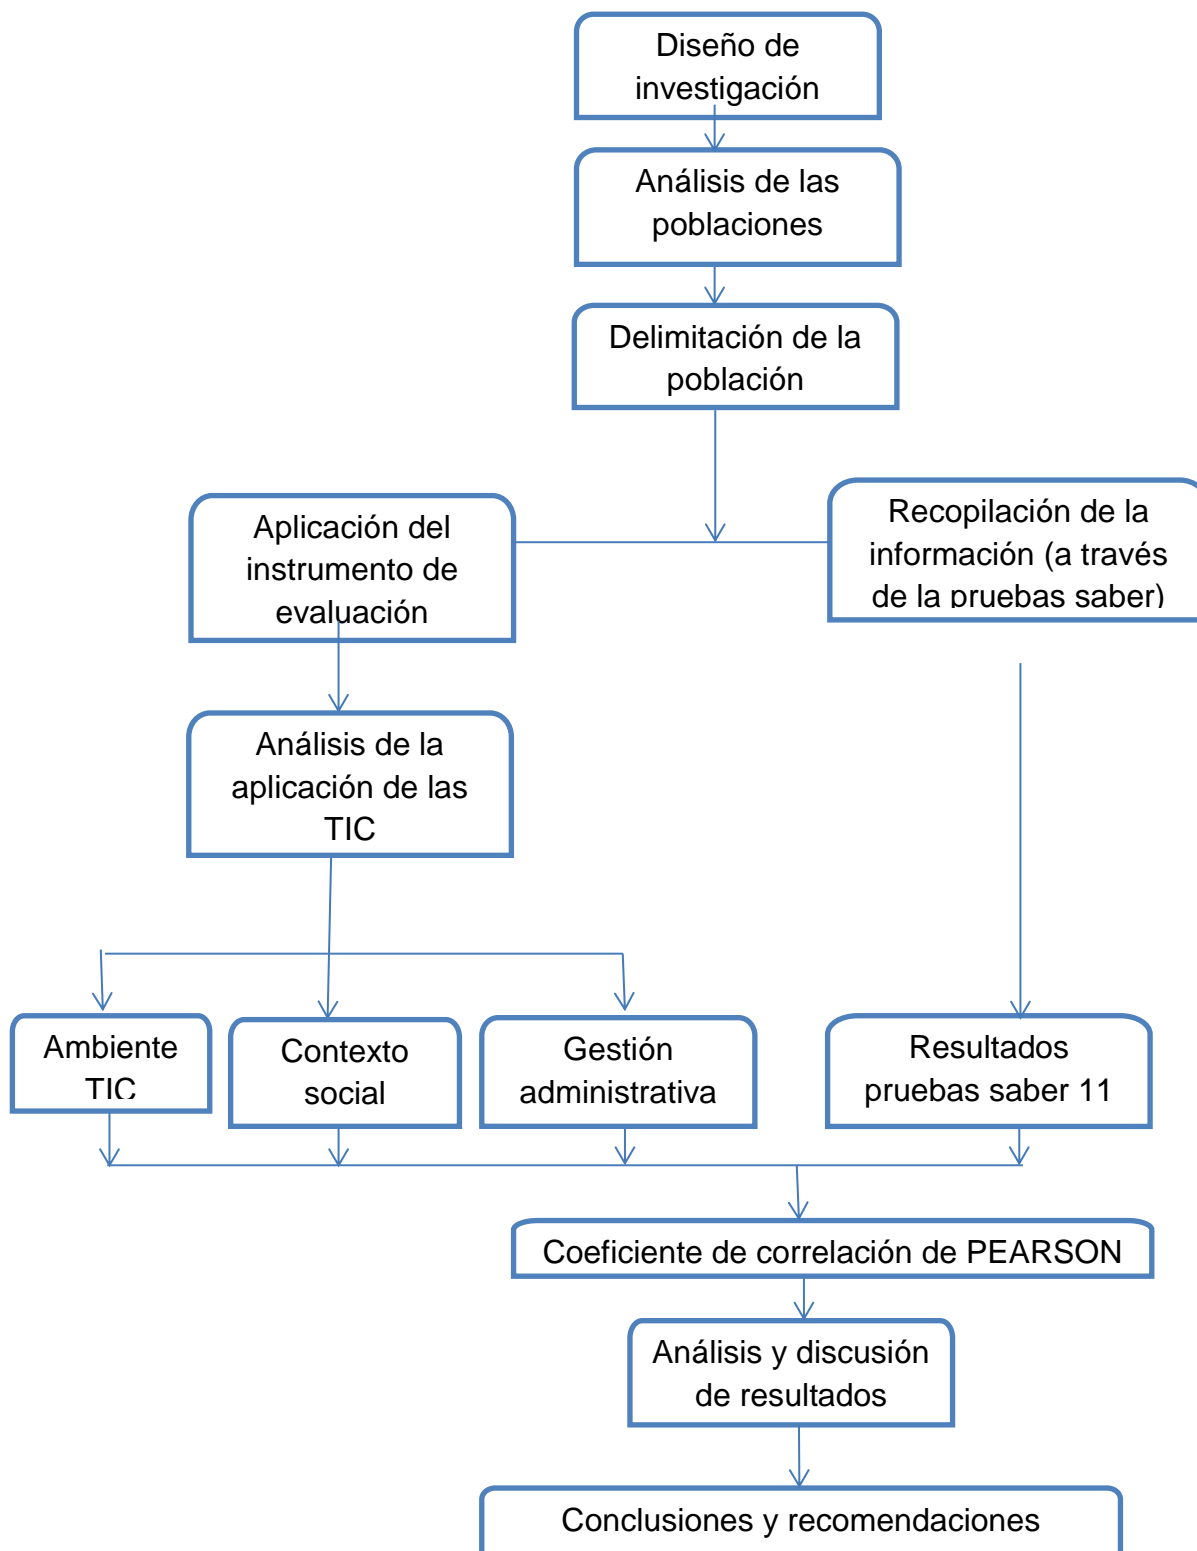 Diseño de
investigación
Análisis de las
poblaciones
Delimitación de la
población
Aplicación del
instrumento de
evaluación
Recopilación de la
información (a través
de la pruebas saber)
Análisis de la
aplicación de las
TIC
Ambiente
TIC
Contexto
social
Gestión
administrativa
Resultados
pruebas saber 11
Coeficiente de correlación de PEARSON
Análisis y discusión
de resultados
Conclusiones y recomendaciones